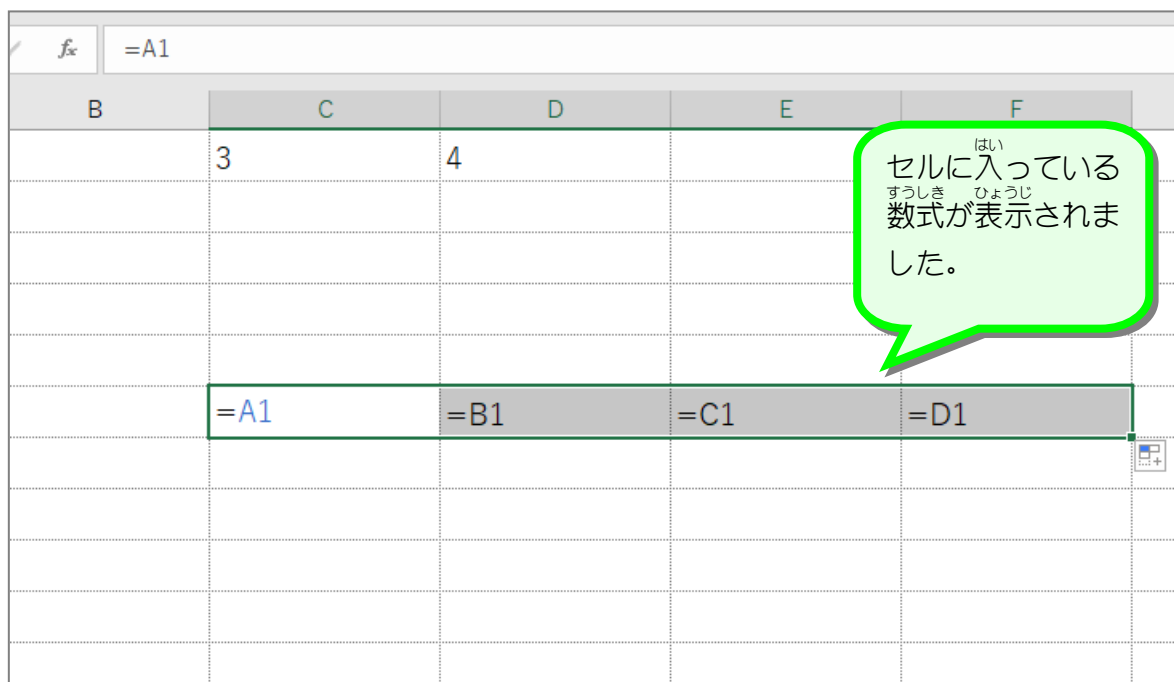 fx =A1
B C D E F
3 4
はい
セルに入っている
すうしき ひょうじ
数式が表示されま
した。
=A1 =B1 =C1 =D1